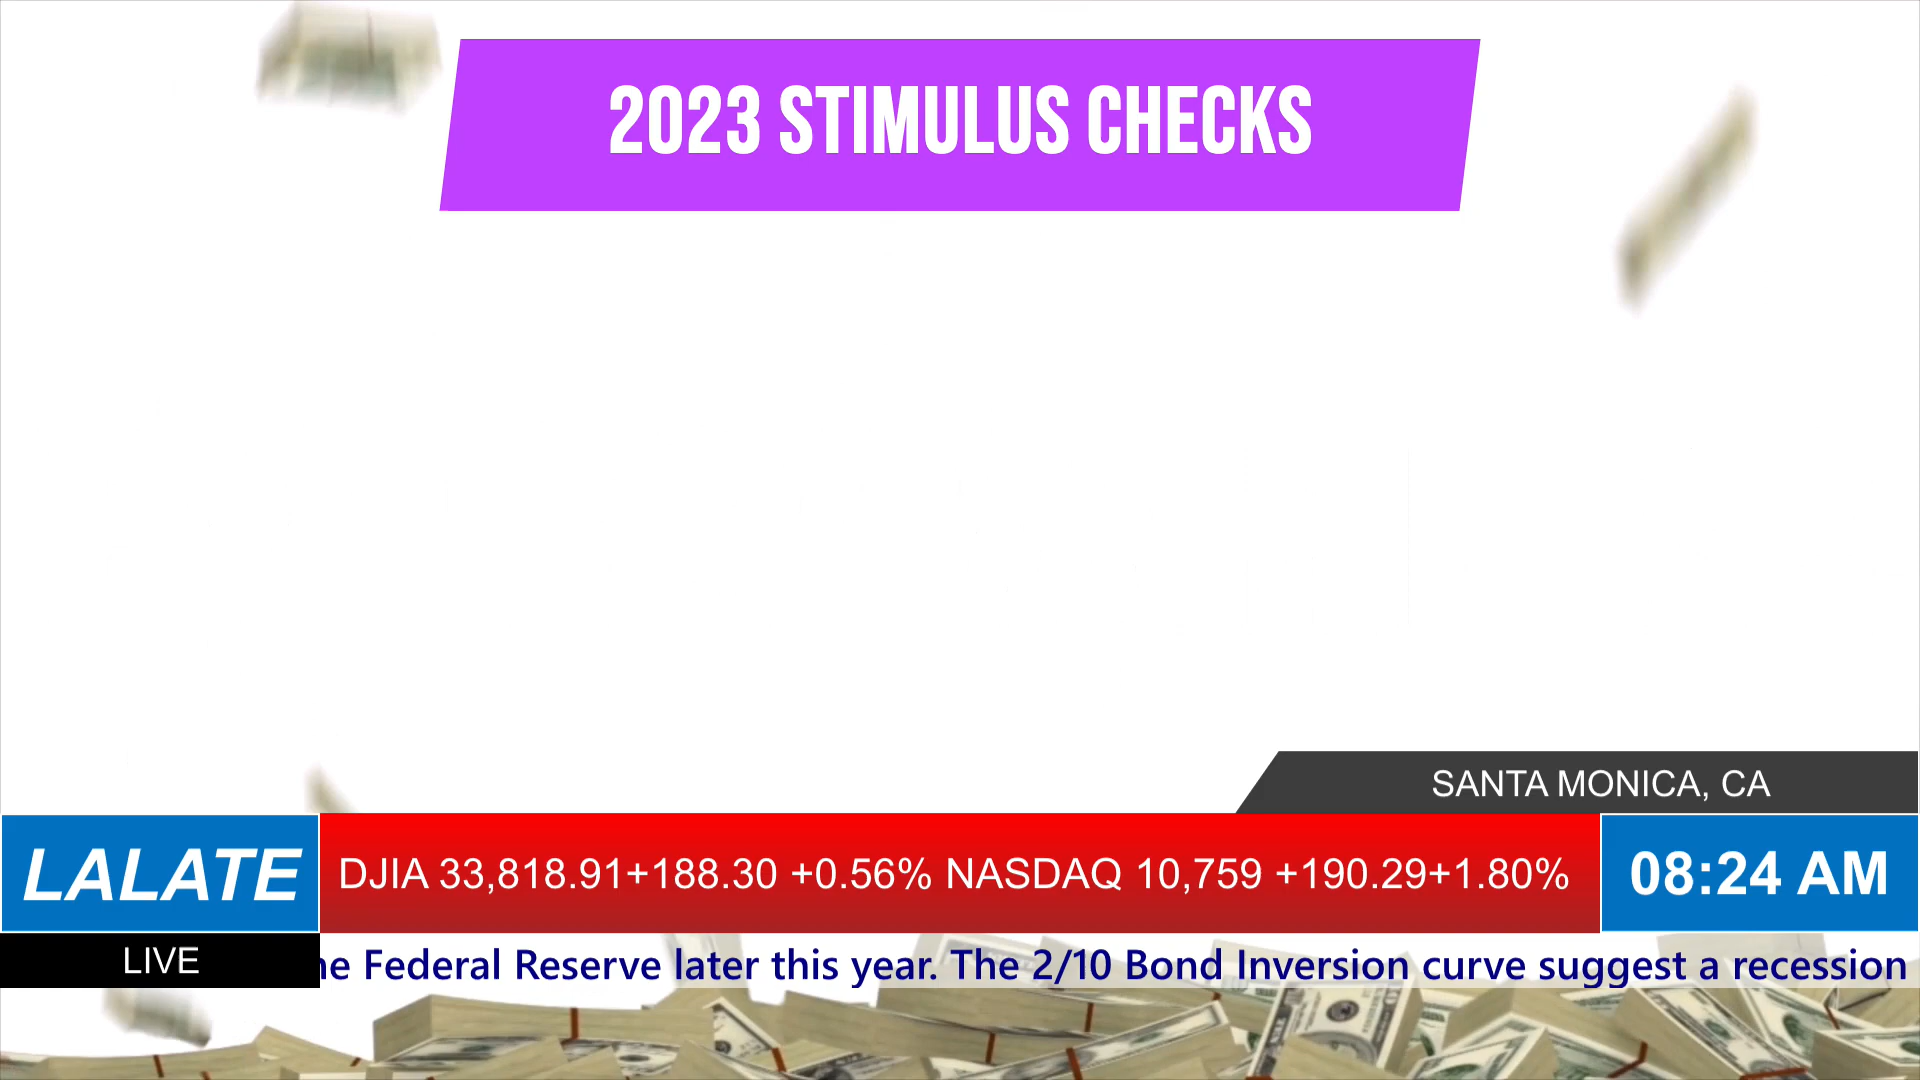 2023 STIMULUS CHECKS
SANTA MONICA, CA
LALATE
DJIA 33,818.91+188.30 +0.56% NASDAQ 10,759 +190.29+1.80%
08:24 AM
LIVE
Federal Reserve later this year. The 2/10 Bond Inversion curve suggest a recession